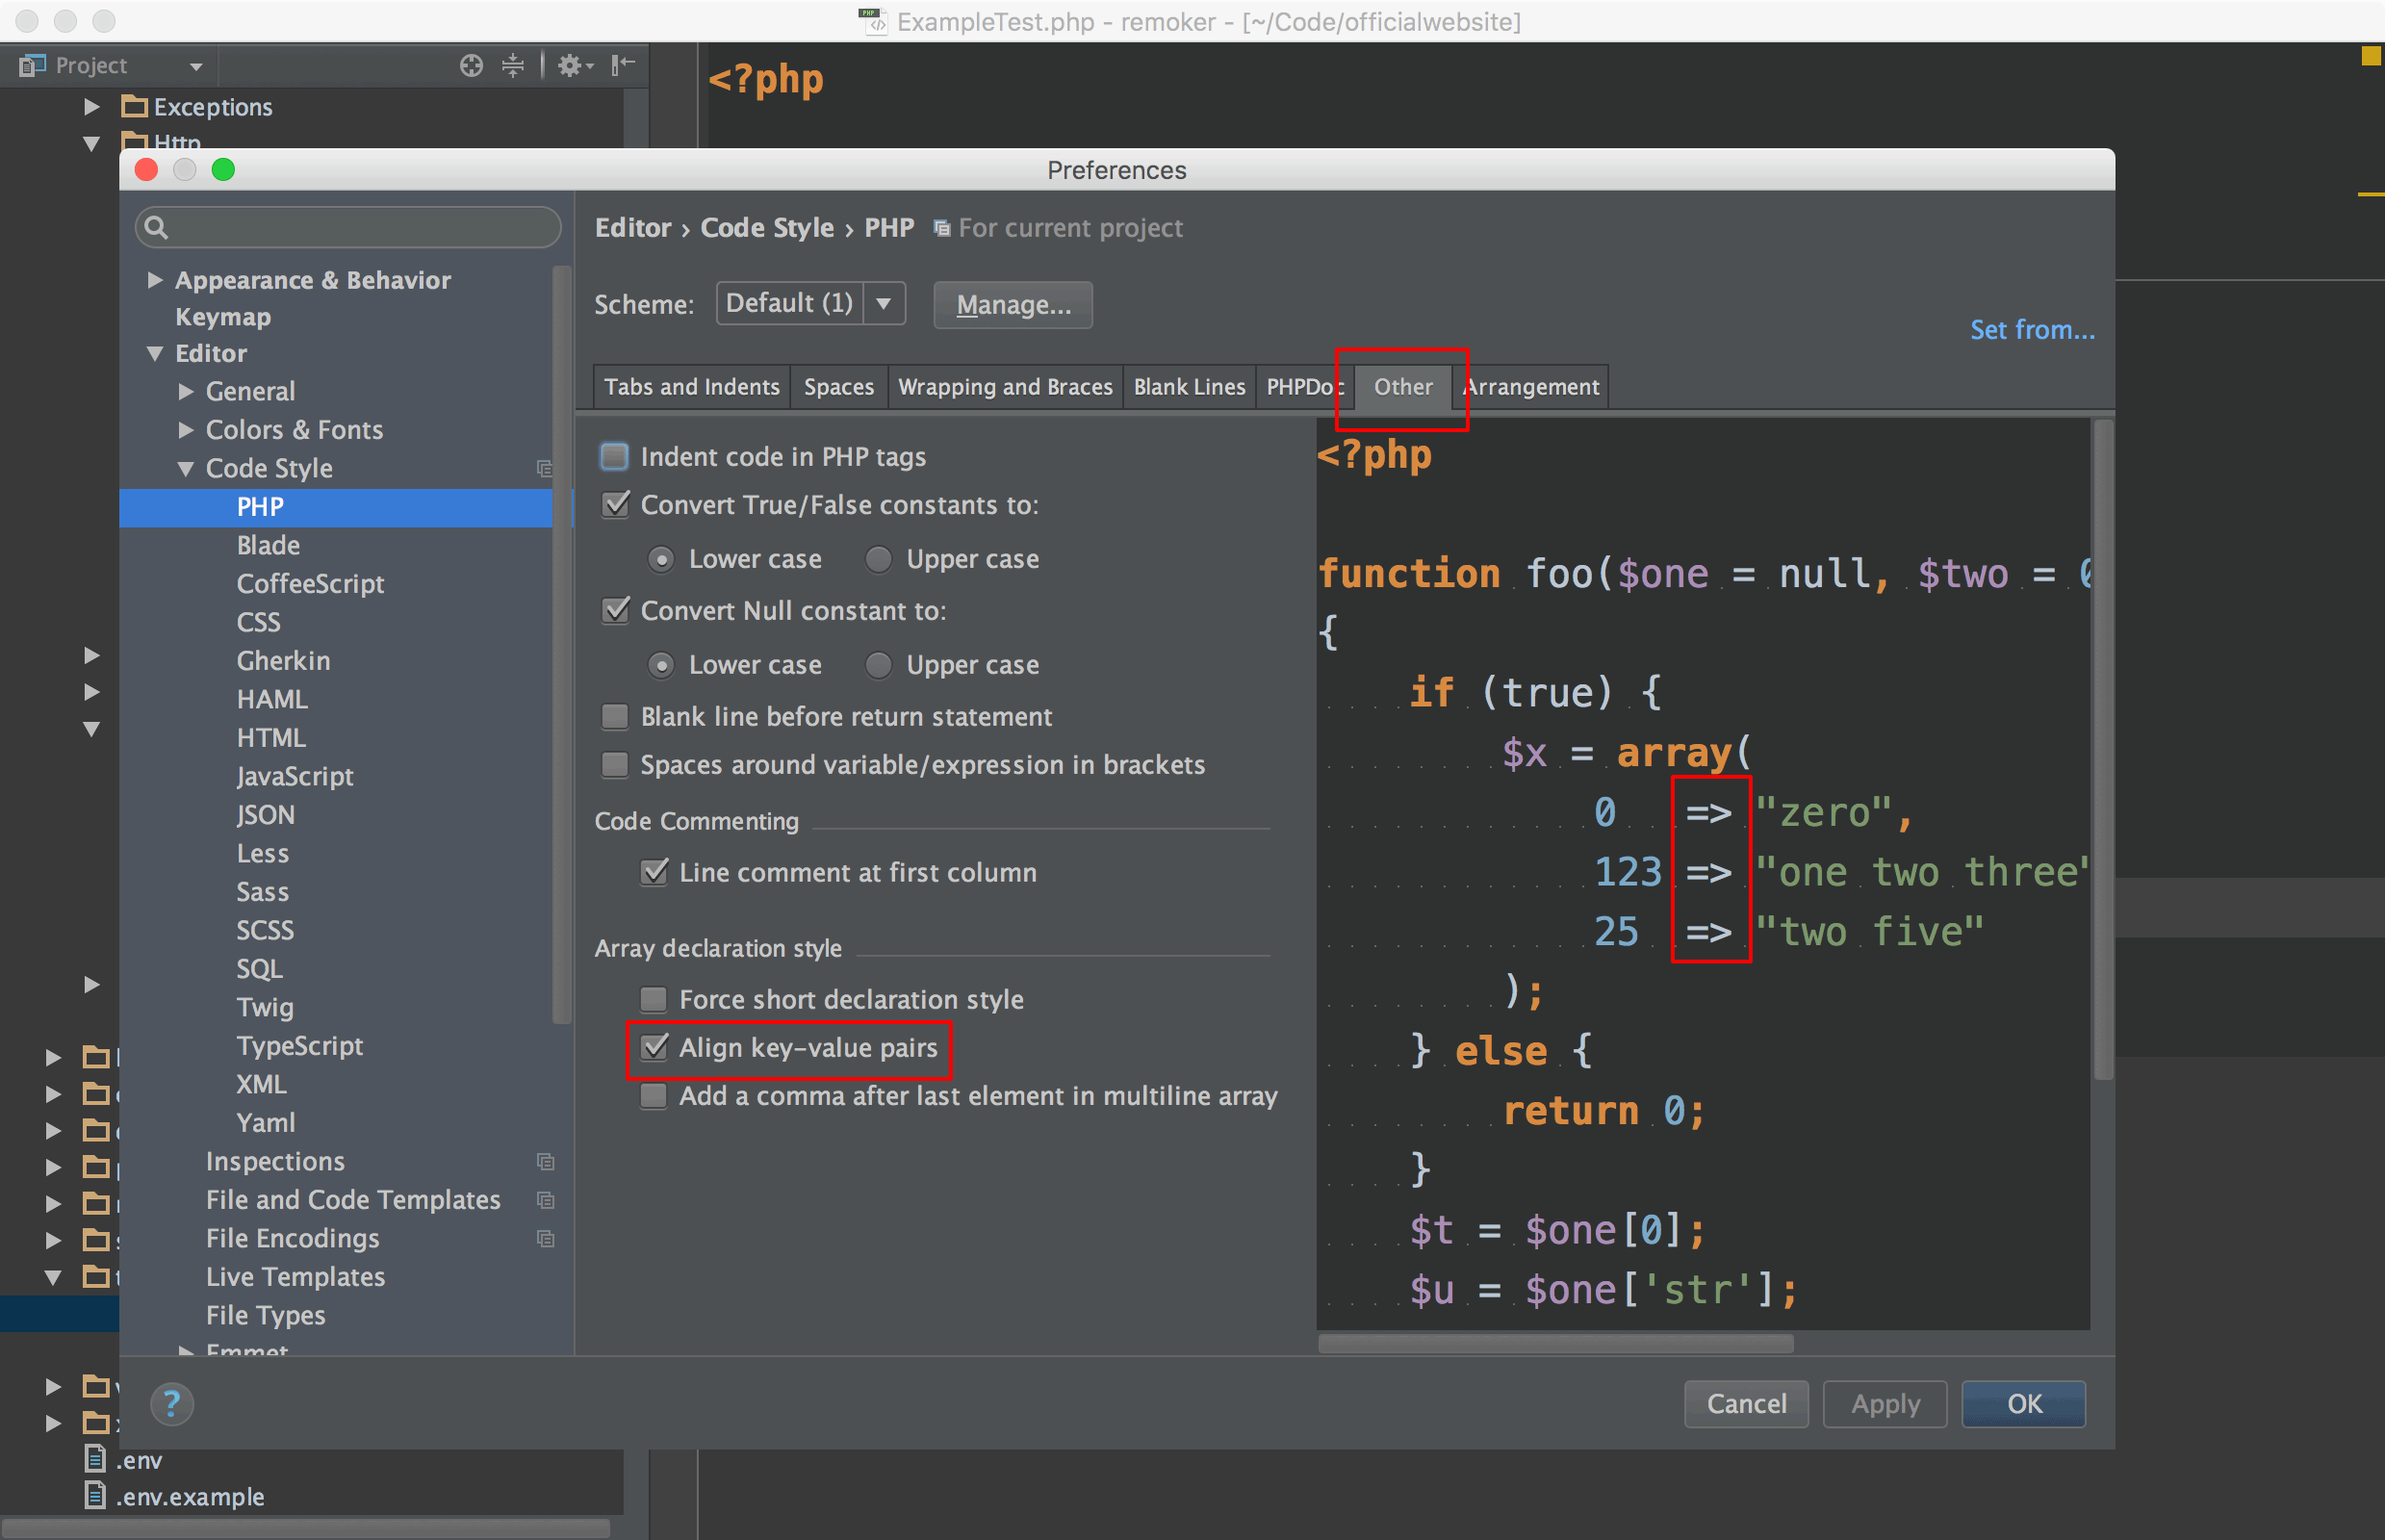 ExampleTest.php - remoker - [~/Code/officialwebsite]
Project
Exceptions
Http
<?php
Preferences
Editor › Code Style › PHP For current project
Scheme: Default (1) Manage...
Set from...
Tabs and Indents Spaces Wrapping and Braces Blank Lines PHPDoc Other Arrangement
Appearance & Behavior
Keymap
Editor
General
Colors & Fonts
Code Style
PHP
Blade
CoffeeScript
CSS
Gherkin
HAML
HTML
JavaScript
JSON
Less
Sass
SCSS
SQL
Twig
TypeScript
XML
Yaml
Inspections
File and Code Templates
File Encodings
Live Templates
File Types
Emmet
Indent code in PHP tags
Convert True/False constants to:
Lower case Upper case
Convert Null constant to:
Lower case Upper case
Blank line before return statement
Spaces around variable/expression in brackets
Code Commenting
Line comment at first column
Array declaration style
Force short declaration style
Align key-value pairs
Add a comma after last element in multiline array
<?php
function foo($one = null, $two = 0
{
if (true) {
$x = array(
0 => "zero",
123 => "one two three"
25 => "two five"
);
} else {
return 0;
}
$t = $one[0];
$u = $one['str'];
? Cancel Apply OK
.env
.env.example